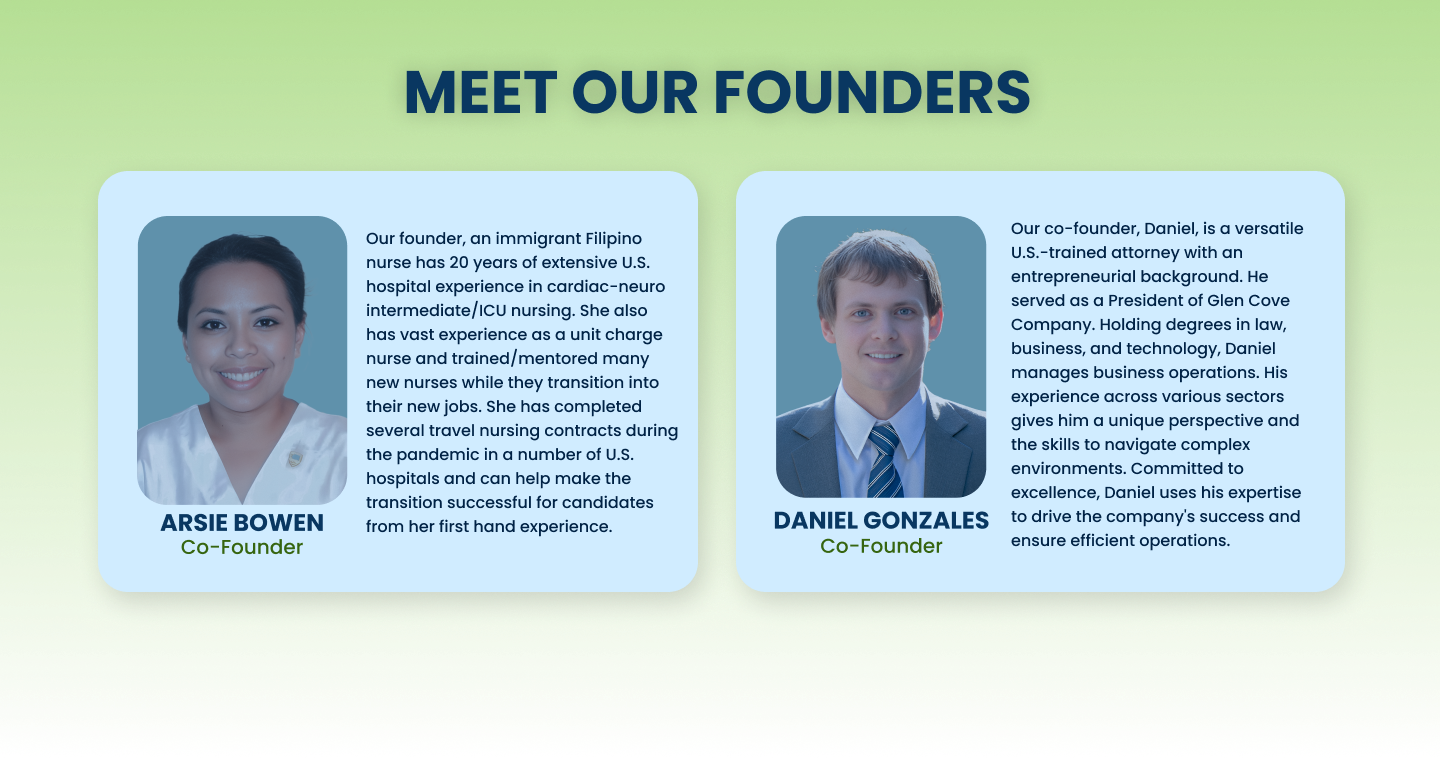 MEET OUR FOUNDERS
Our founder, an immigrant Filipino
nurse has 20 years of extensive U.S.
hospital experience in cardiac-neuro
intermediate/ICU nursing. She also
has vast experience as a unit charge
nurse and trained/mentored many
new nurses while they transition into
their new jobs. She has completed
several travel nursing contracts during
the pandemic in a number of U.S.
hospitals and can help make the
transition successful for candidates
from her first hand experience.
ARSIE BOWEN
Co-Founder
Our co-founder, Daniel, is a versatile
U.S.-trained attorney with an
entrepreneurial background. He
served as a President of Glen Cove
Company. Holding degrees in law,
business, and technology, Daniel
manages business operations. His
experience across various sectors
gives him a unique perspective and
the skills to navigate complex
environments. Committed to
excellence, Daniel uses his expertise
to drive the company's success and
ensure efficient operations.
DANIEL GONZALES
Co-Founder